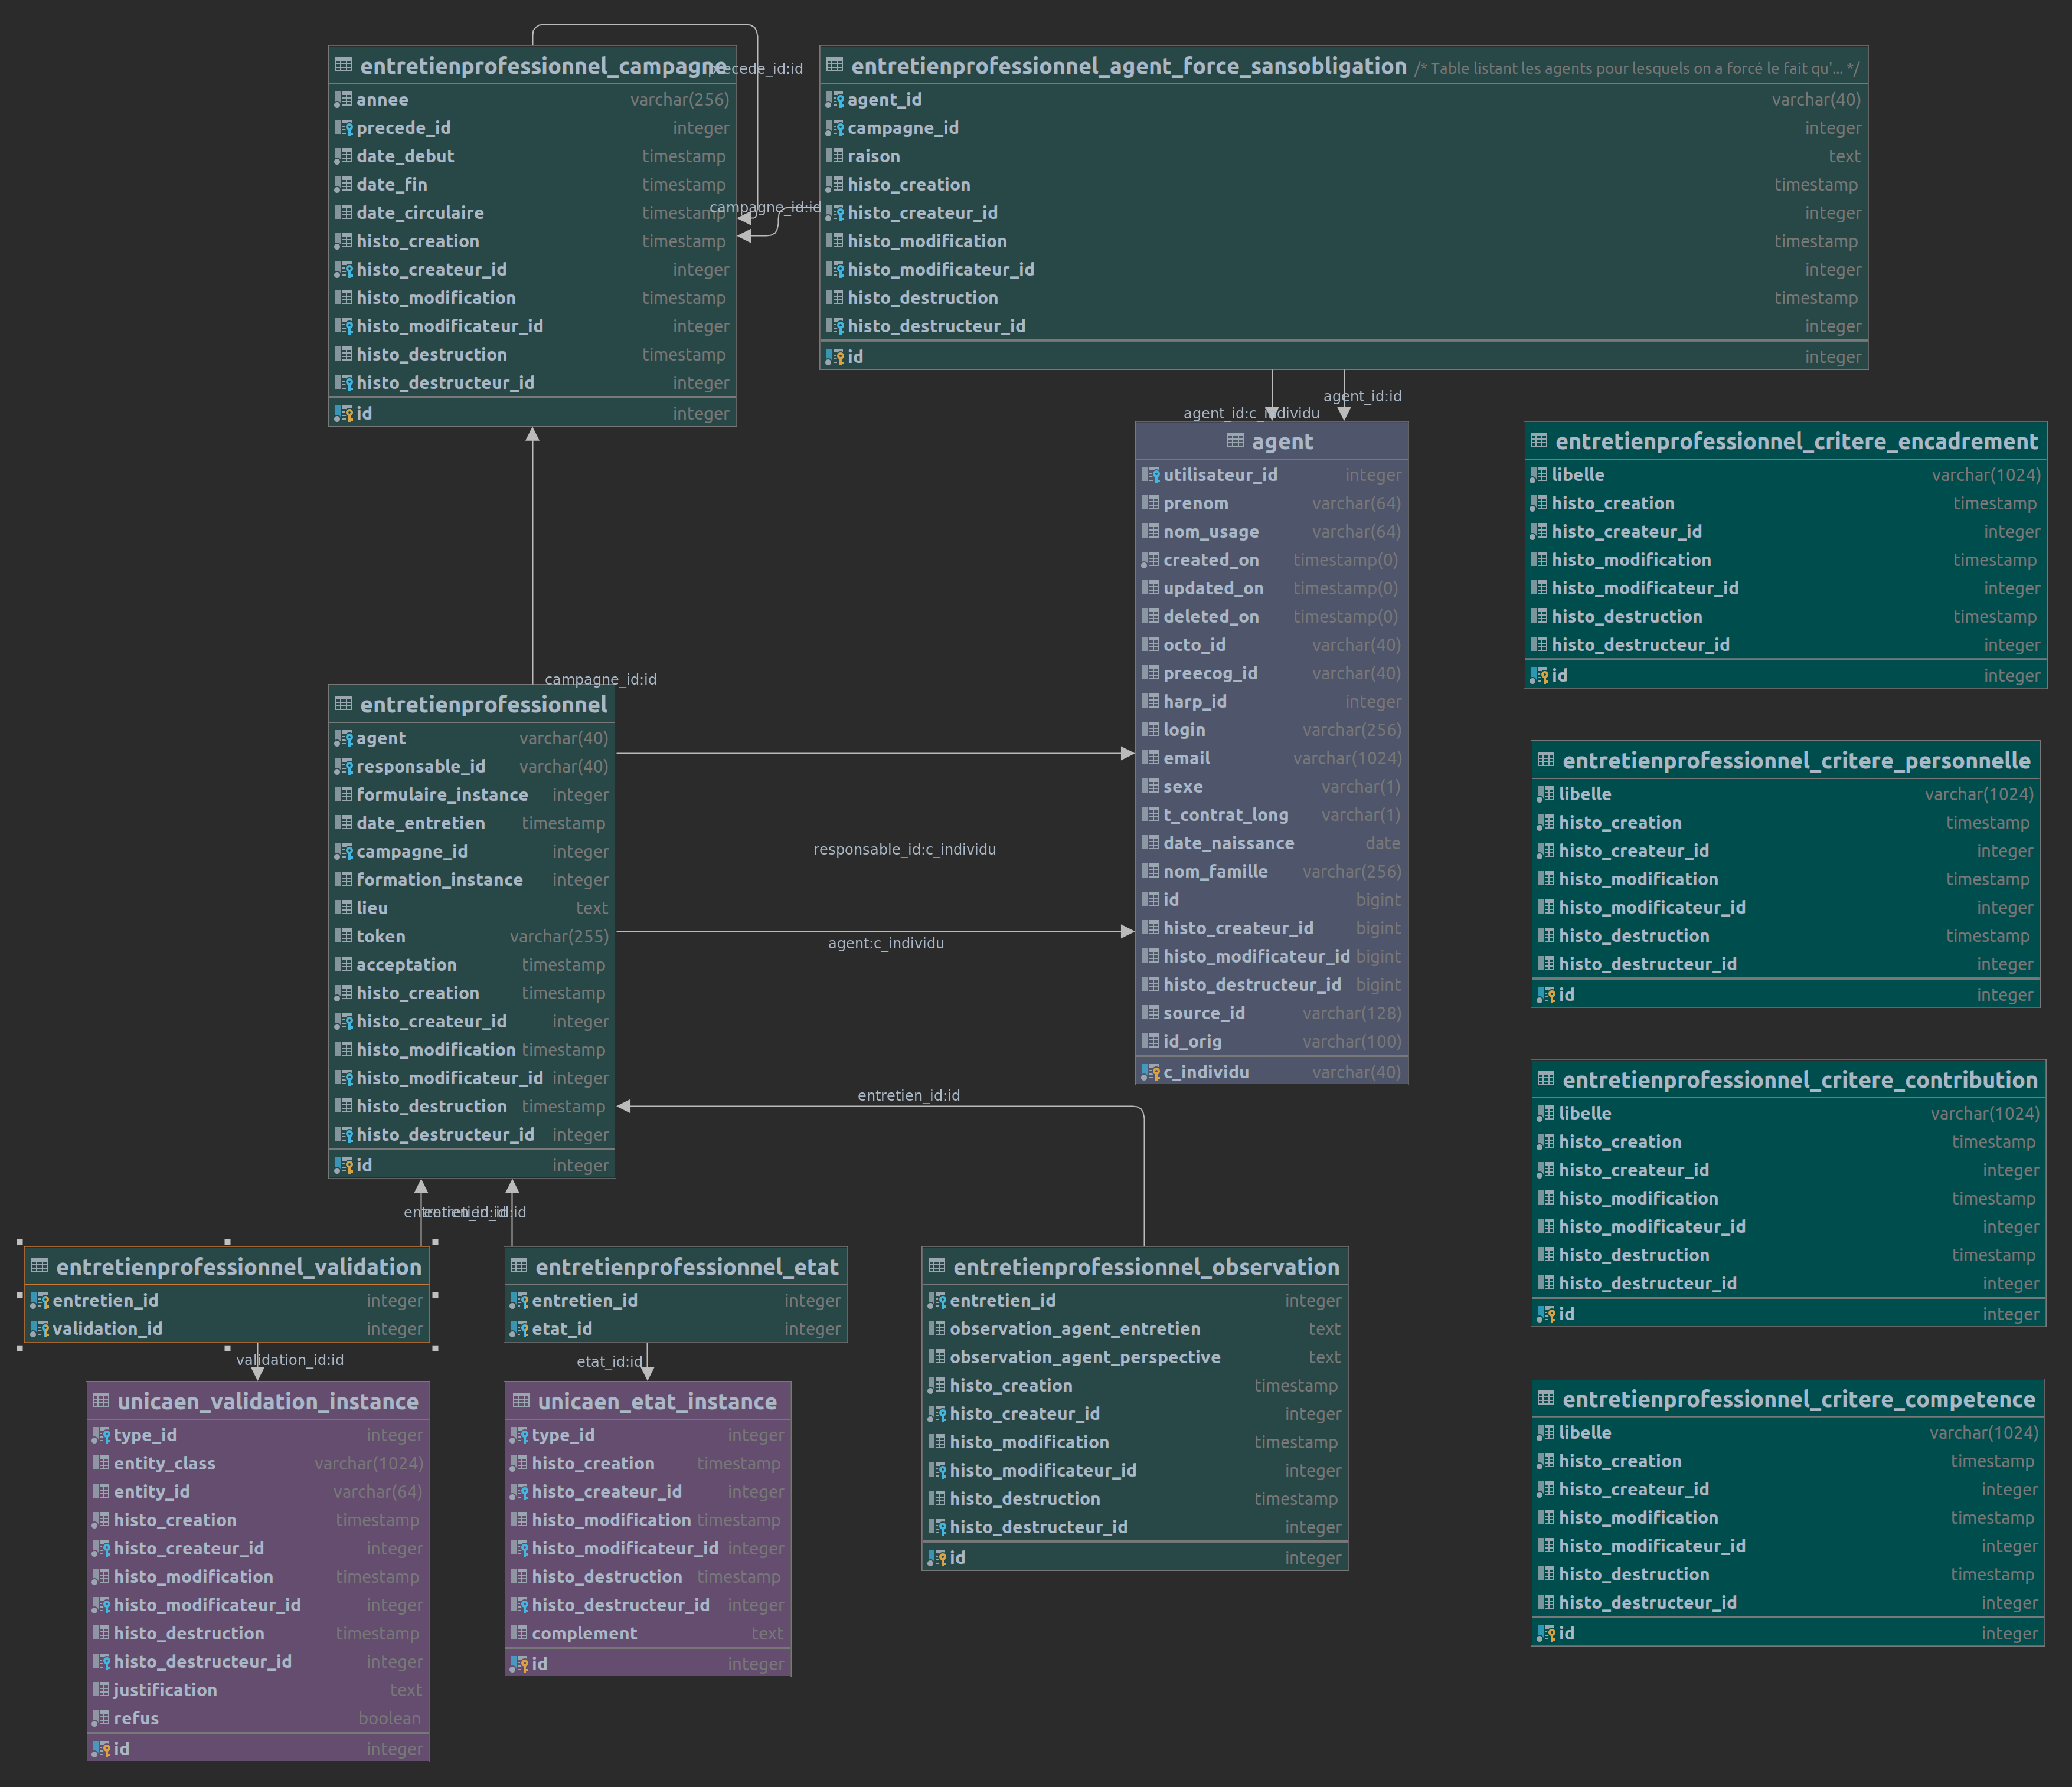 entretienprofessionnel_campagne
annee varchar(256)
precede_id integer
date_debut timestamp
date_fin timestamp
date_circulaire timestamp
histo_creation timestamp
histo_createur_id integer
histo_modification timestamp
histo_modificateur_id integer
histo_destruction timestamp
histo_destructeur_id integer
id integer
precede_id:id
campagne_id:id
entretienprofessionnel_agent_force_sansobligation /* Table listant les agents pour lesquels on a forcé le fait qu'... */
agent_id varchar(40)
campagne_id integer
raison text
histo_creation timestamp
histo_createur_id integer
histo_modification timestamp
histo_modificateur_id integer
histo_destruction timestamp
histo_destructeur_id integer
id integer
agent_id:id
agent_id:c_individu
agent
utilisateur_id integer
prenom varchar(64)
nom_usage varchar(64)
created_on timestamp(0)
updated_on timestamp(0)
deleted_on timestamp(0)
octo_id varchar(40)
preecog_id varchar(40)
harp_id integer
login varchar(256)
email varchar(1024)
sexe varchar(1)
t_contrat_long varchar(1)
date_naissance date
nom_famille varchar(256)
id bigint
histo_createur_id bigint
histo_modificateur_id bigint
histo_destructeur_id bigint
source_id varchar(128)
id_orig varchar(100)
c_individu varchar(40)
entretienprofessionnel_critere_encadrement
libelle varchar(1024)
histo_creation timestamp
histo_createur_id integer
histo_modification timestamp
histo_modificateur_id integer
histo_destruction timestamp
histo_destructeur_id integer
id integer
entretienprofessionnel_critere_personnelle
libelle varchar(1024)
histo_creation timestamp
histo_createur_id integer
histo_modification timestamp
histo_modificateur_id integer
histo_destruction timestamp
histo_destructeur_id integer
id integer
entretienprofessionnel_critere_contribution
libelle varchar(1024)
histo_creation timestamp
histo_createur_id integer
histo_modification timestamp
histo_modificateur_id integer
histo_destruction timestamp
histo_destructeur_id integer
id integer
entretienprofessionnel_critere_competence
libelle varchar(1024)
histo_creation timestamp
histo_createur_id integer
histo_modification timestamp
histo_modificateur_id integer
histo_destruction timestamp
histo_destructeur_id integer
id integer
campagne_id:id
entretienprofessionnel
agent varchar(40)
responsable_id varchar(40)
formulaire_instance integer
date_entretien timestamp
campagne_id integer
formation_instance integer
lieu text
token varchar(255)
acceptation timestamp
histo_creation timestamp
histo_createur_id integer
histo_modification timestamp
histo_modificateur_id integer
histo_destruction timestamp
histo_destructeur_id integer
id integer
responsable_id:c_individu
agent:c_individu
entretien_id:id
entretien_id:id
entretien_id:id
entretienprofessionnel_validation
entretien_id integer
validation_id integer
validation_id:id
entretienprofessionnel_etat
entretien_id integer
etat_id integer
etat_id:id
entretienprofessionnel_observation
entretien_id integer
observation_agent_entretien text
observation_agent_perspective text
histo_creation timestamp
histo_createur_id integer
histo_modification timestamp
histo_modificateur_id integer
histo_destruction timestamp
histo_destructeur_id integer
id integer
unicaen_validation_instance
type_id integer
entity_class varchar(1024)
entity_id varchar(64)
histo_creation timestamp
histo_createur_id integer
histo_modification timestamp
histo_modificateur_id integer
histo_destruction timestamp
histo_destructeur_id integer
justification text
refus boolean
id integer
unicaen_etat_instance
type_id integer
histo_creation timestamp
histo_createur_id integer
histo_modification timestamp
histo_modificateur_id integer
histo_destruction timestamp
histo_destructeur_id integer
complement text
id integer